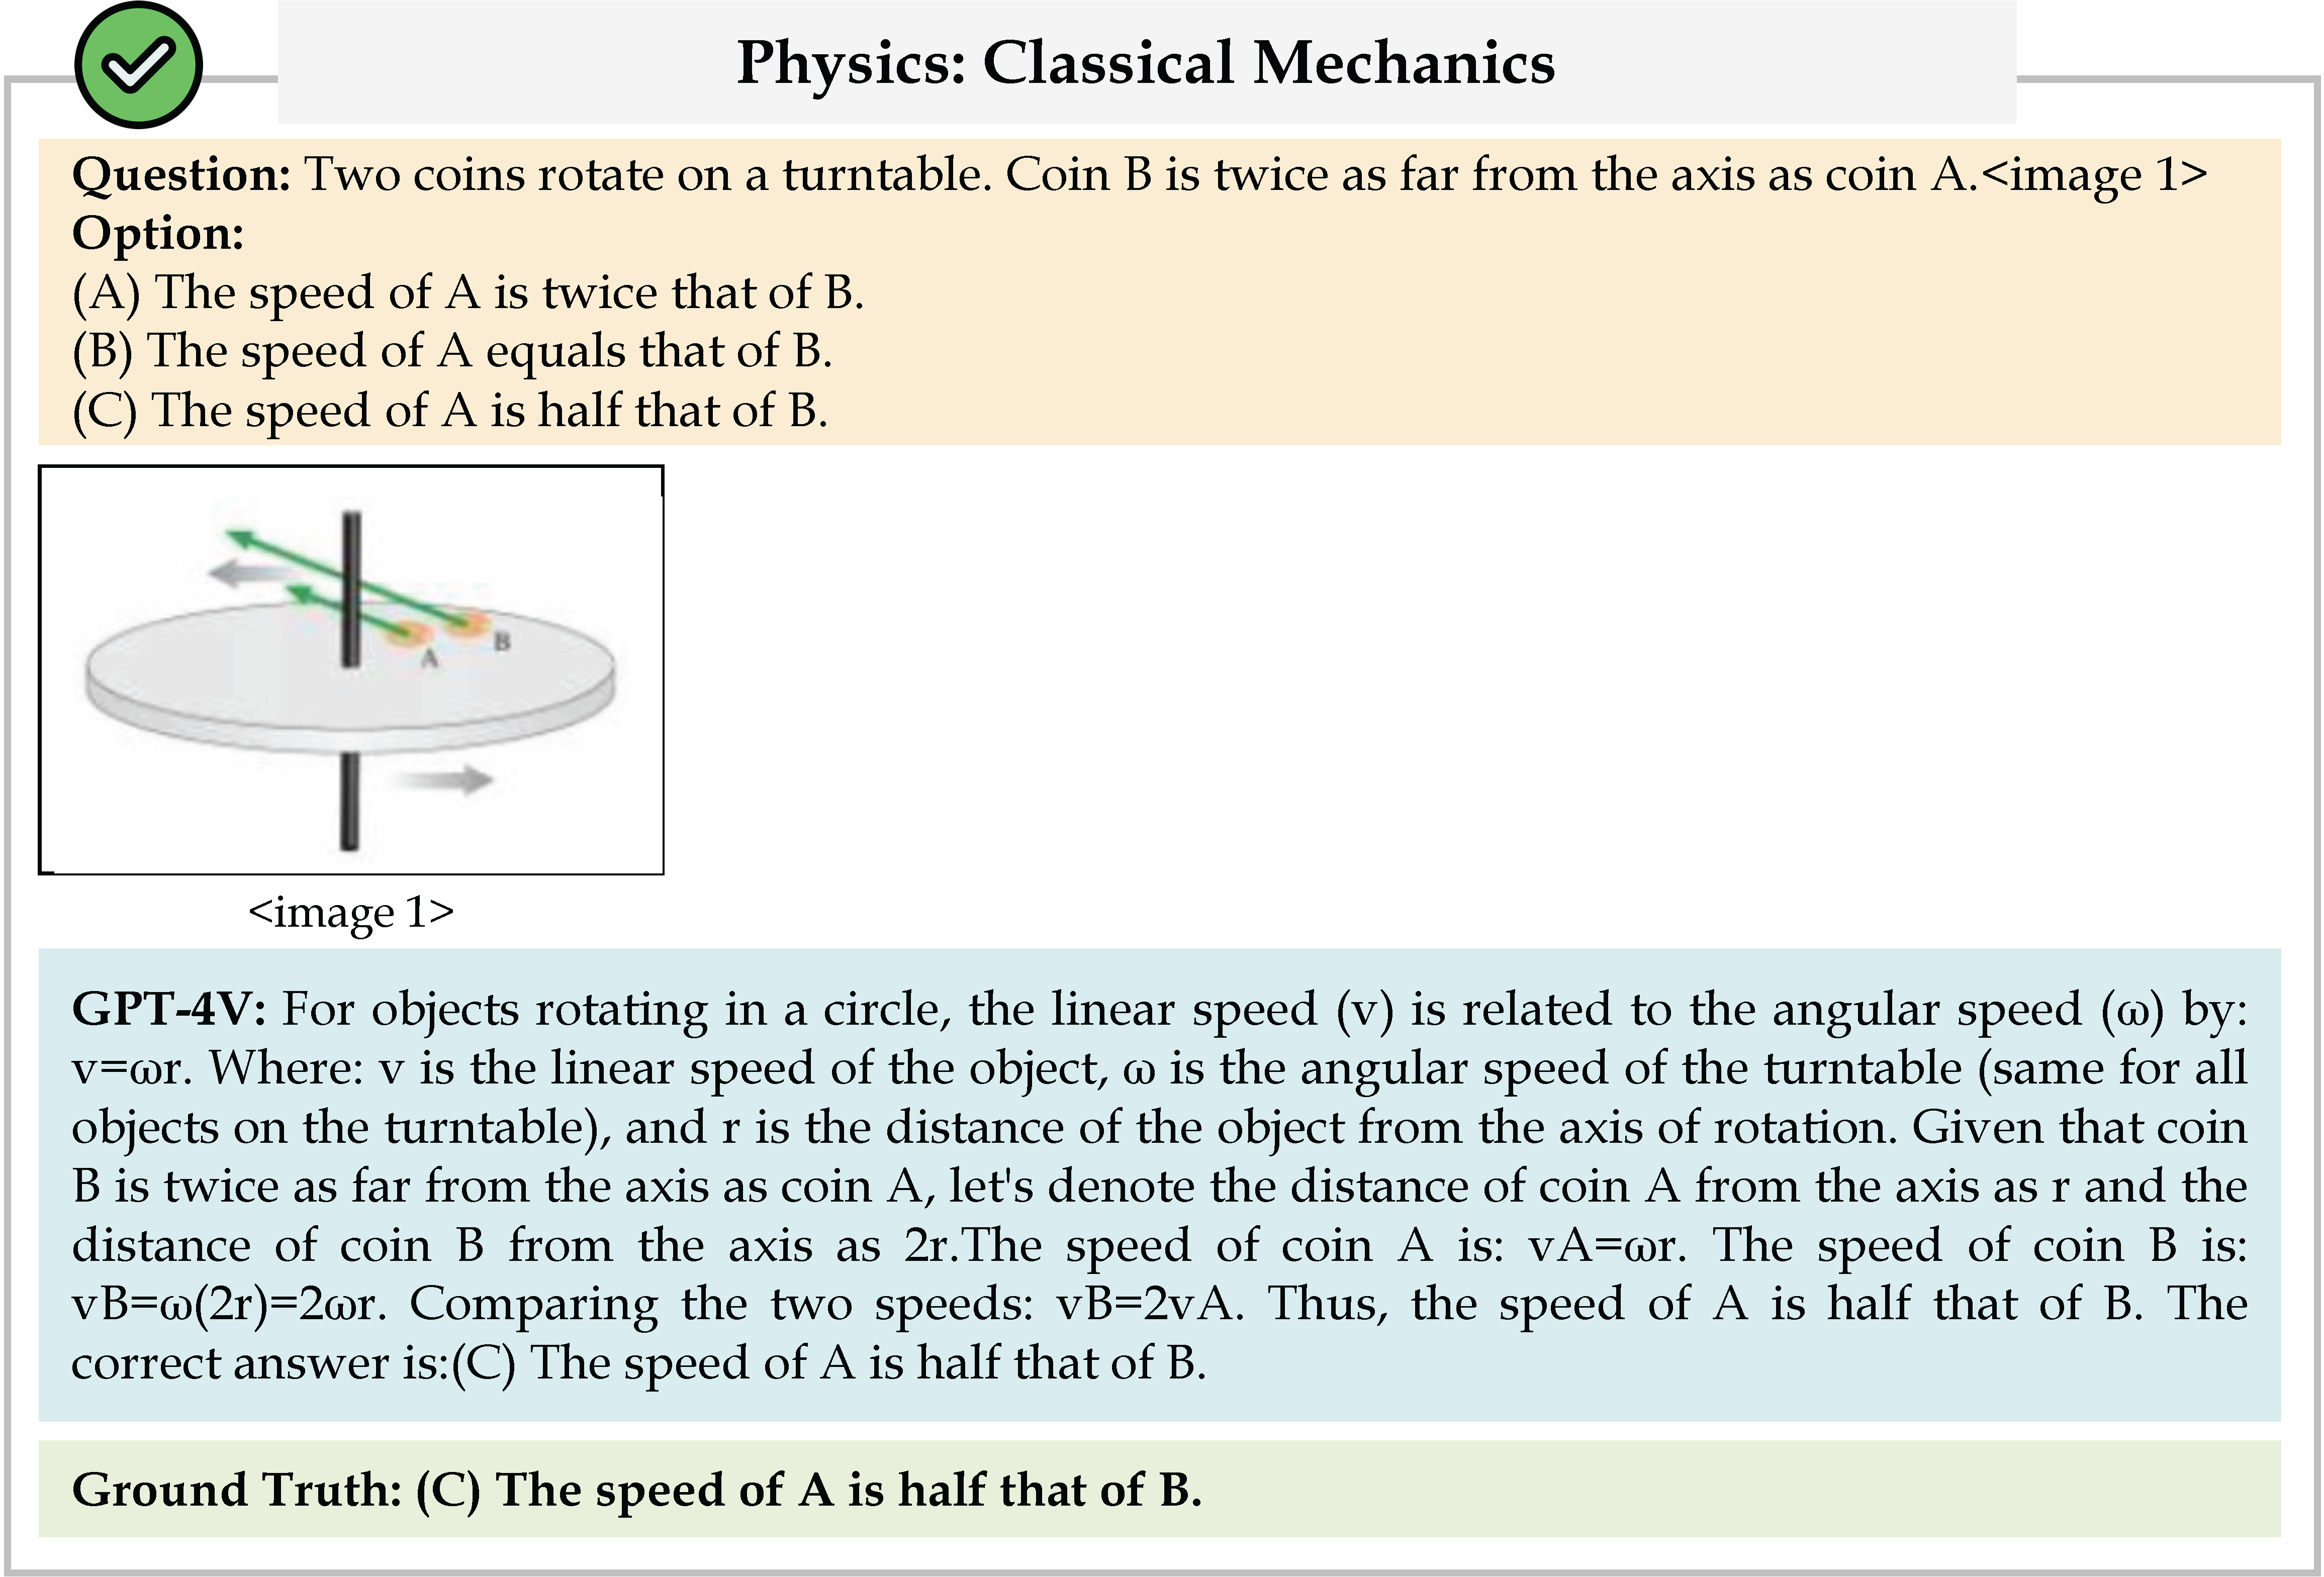 Physics: Classical Mechanics
Question: Two coins rotate on a turntable. Coin B is twice as far from the axis as coin A.<image 1>
Option:
(A) The speed of A is twice that of B.
(B) The speed of A equals that of B.
(C) The speed of A is half that of B.
A
B
<image 1>
GPT-4V: For objects rotating in a circle, the linear speed (v) is related to the angular speed (ω) by:
v=ωr. Where: v is the linear speed of the object, ω is the angular speed of the turntable (same for all
objects on the turntable), and r is the distance of the object from the axis of rotation. Given that coin
B is twice as far from the axis as coin A, let's denote the distance of coin A from the axis as r and the
distance of coin B from the axis as 2r.The speed of coin A is: vA=ωr. The speed of coin B is:
vB=ω(2r)=2ωr. Comparing the two speeds: vB=2vA. Thus, the speed of A is half that of B. The
correct answer is:(C) The speed of A is half that of B.
Ground Truth: (C) The speed of A is half that of B.